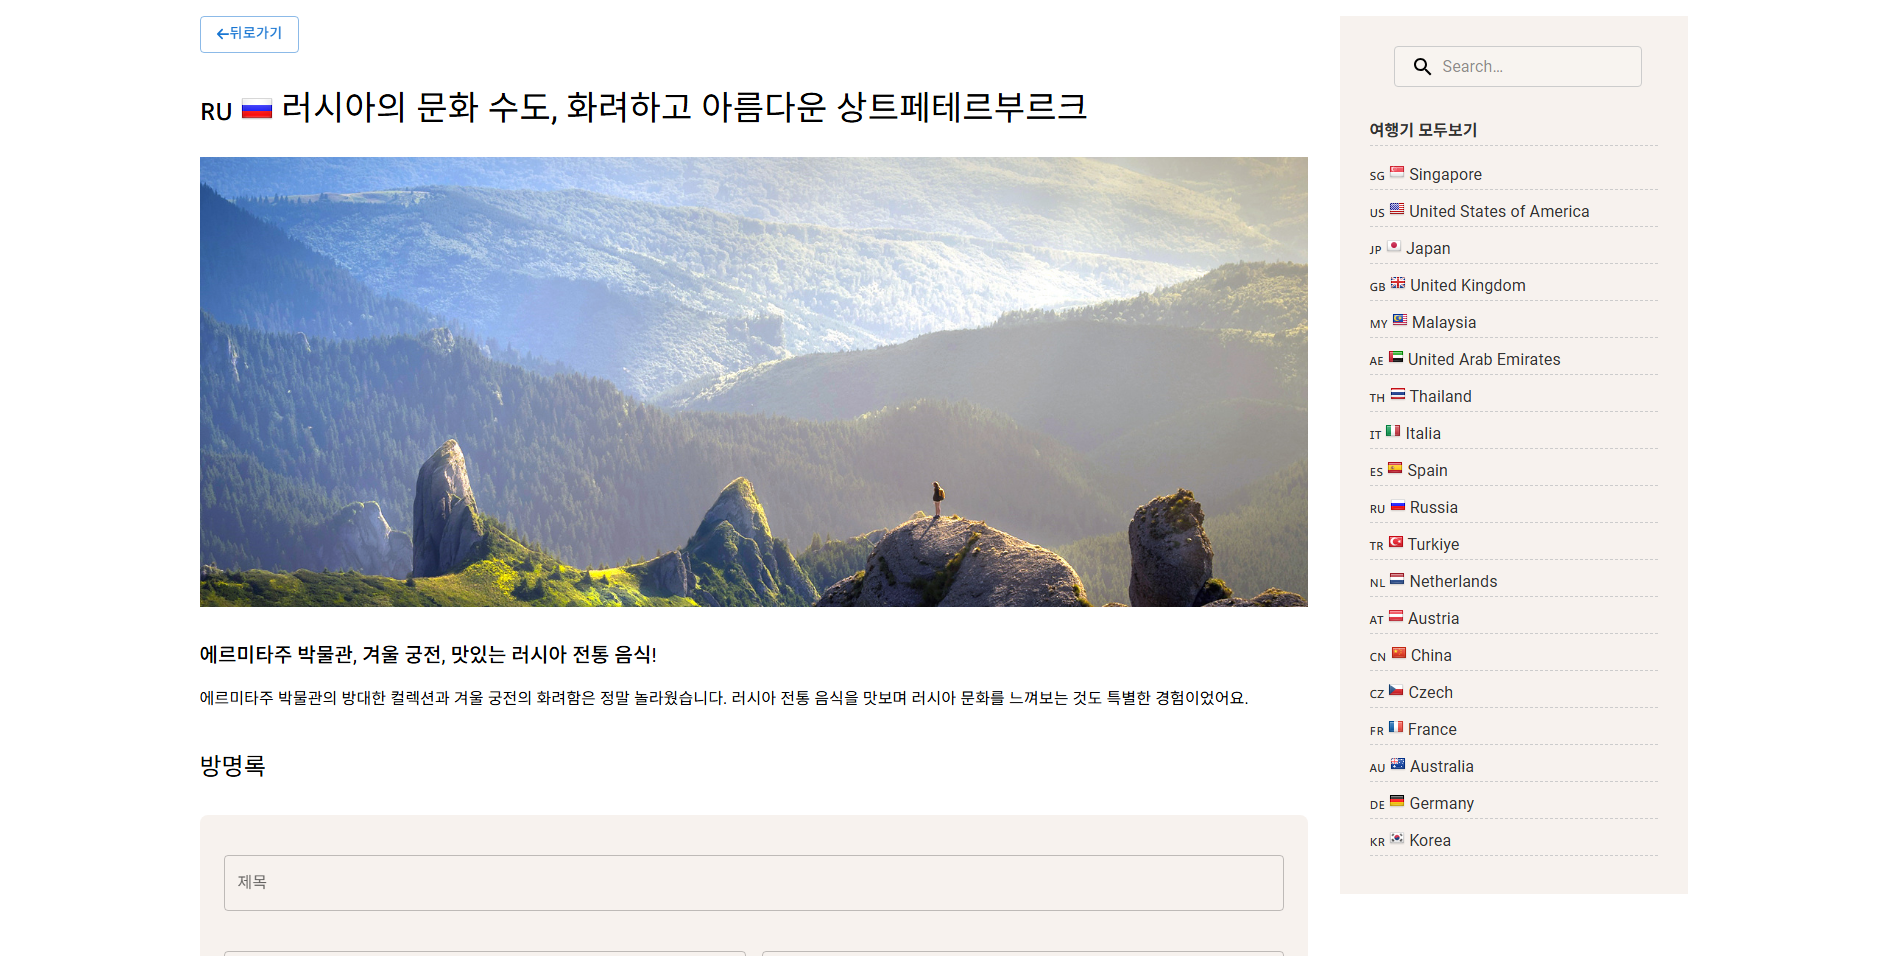 ←뒤로가기
RU 🇷🇺 러시아의 문화 수도, 화려하고 아름다운 상트페테르부르크
에르미타주 박물관, 겨울 궁전, 맛있는 러시아 전통 음식!
에르미타주 박물관의 방대한 컬렉션과 겨울 궁전의 화려함은 정말 놀라웠습니다. 러시아 전통 음식을 맛보며 러시아 문화를 느껴보는 것도 특별한 경험이었어요.
방명록
제목
Search...
여행기 모두보기
SG 🇸🇬 Singapore
US 🇺🇸 United States of America
JP 🇯🇵 Japan
GB 🇬🇧 United Kingdom
MY 🇲🇾 Malaysia
AE 🇦🇪 United Arab Emirates
TH 🇹🇭 Thailand
IT 🇮🇹 Italia
ES 🇪🇸 Spain
RU 🇷🇺 Russia
TR 🇹🇷 Turkiye
NL 🇳🇱 Netherlands
AT 🇦🇹 Austria
CN 🇨🇳 China
CZ 🇨🇿 Czech
FR 🇫🇷 France
AU 🇦🇺 Australia
DE 🇩🇪 Germany
KR 🇰🇷 Korea